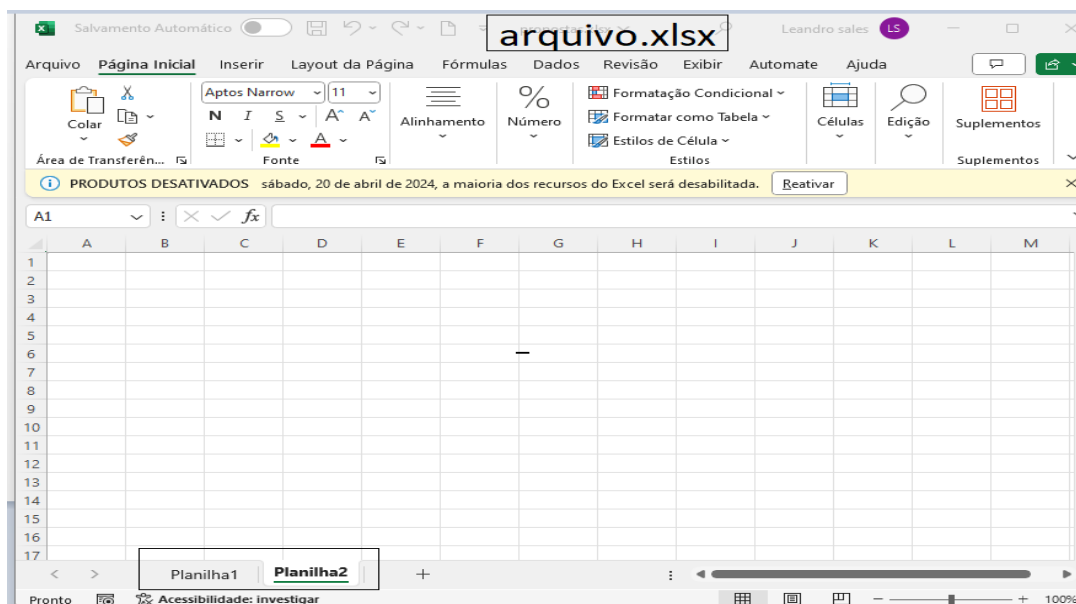 Salvamento Automático
arquivo.xlsx
Leandro sales LS
Arquivo Página Inicial Inserir Layout da Página Fórmulas Dados Revisão Exibir Automate Ajuda
Aptos Narrow 11
Formatação Condicional
N I S A A
Colar Alinhamento Número Formatar como Tabela Células Edição Suplementos
A Estilos de Célula
Área de Transferên... Fonte Estilos Suplementos
PRODUTOS DESATIVADOS sábado, 20 de abril de 2024, a maioria dos recursos do Excel será desabilitada. Reativar
A1 fx
A B C D E F G H I J K L M
1
2
3
4
5
6
7
8
9
10
11
12
13
14
15
16
17
Planilha1 Planilha2
Pronto Acessibilidade: investigar 100%